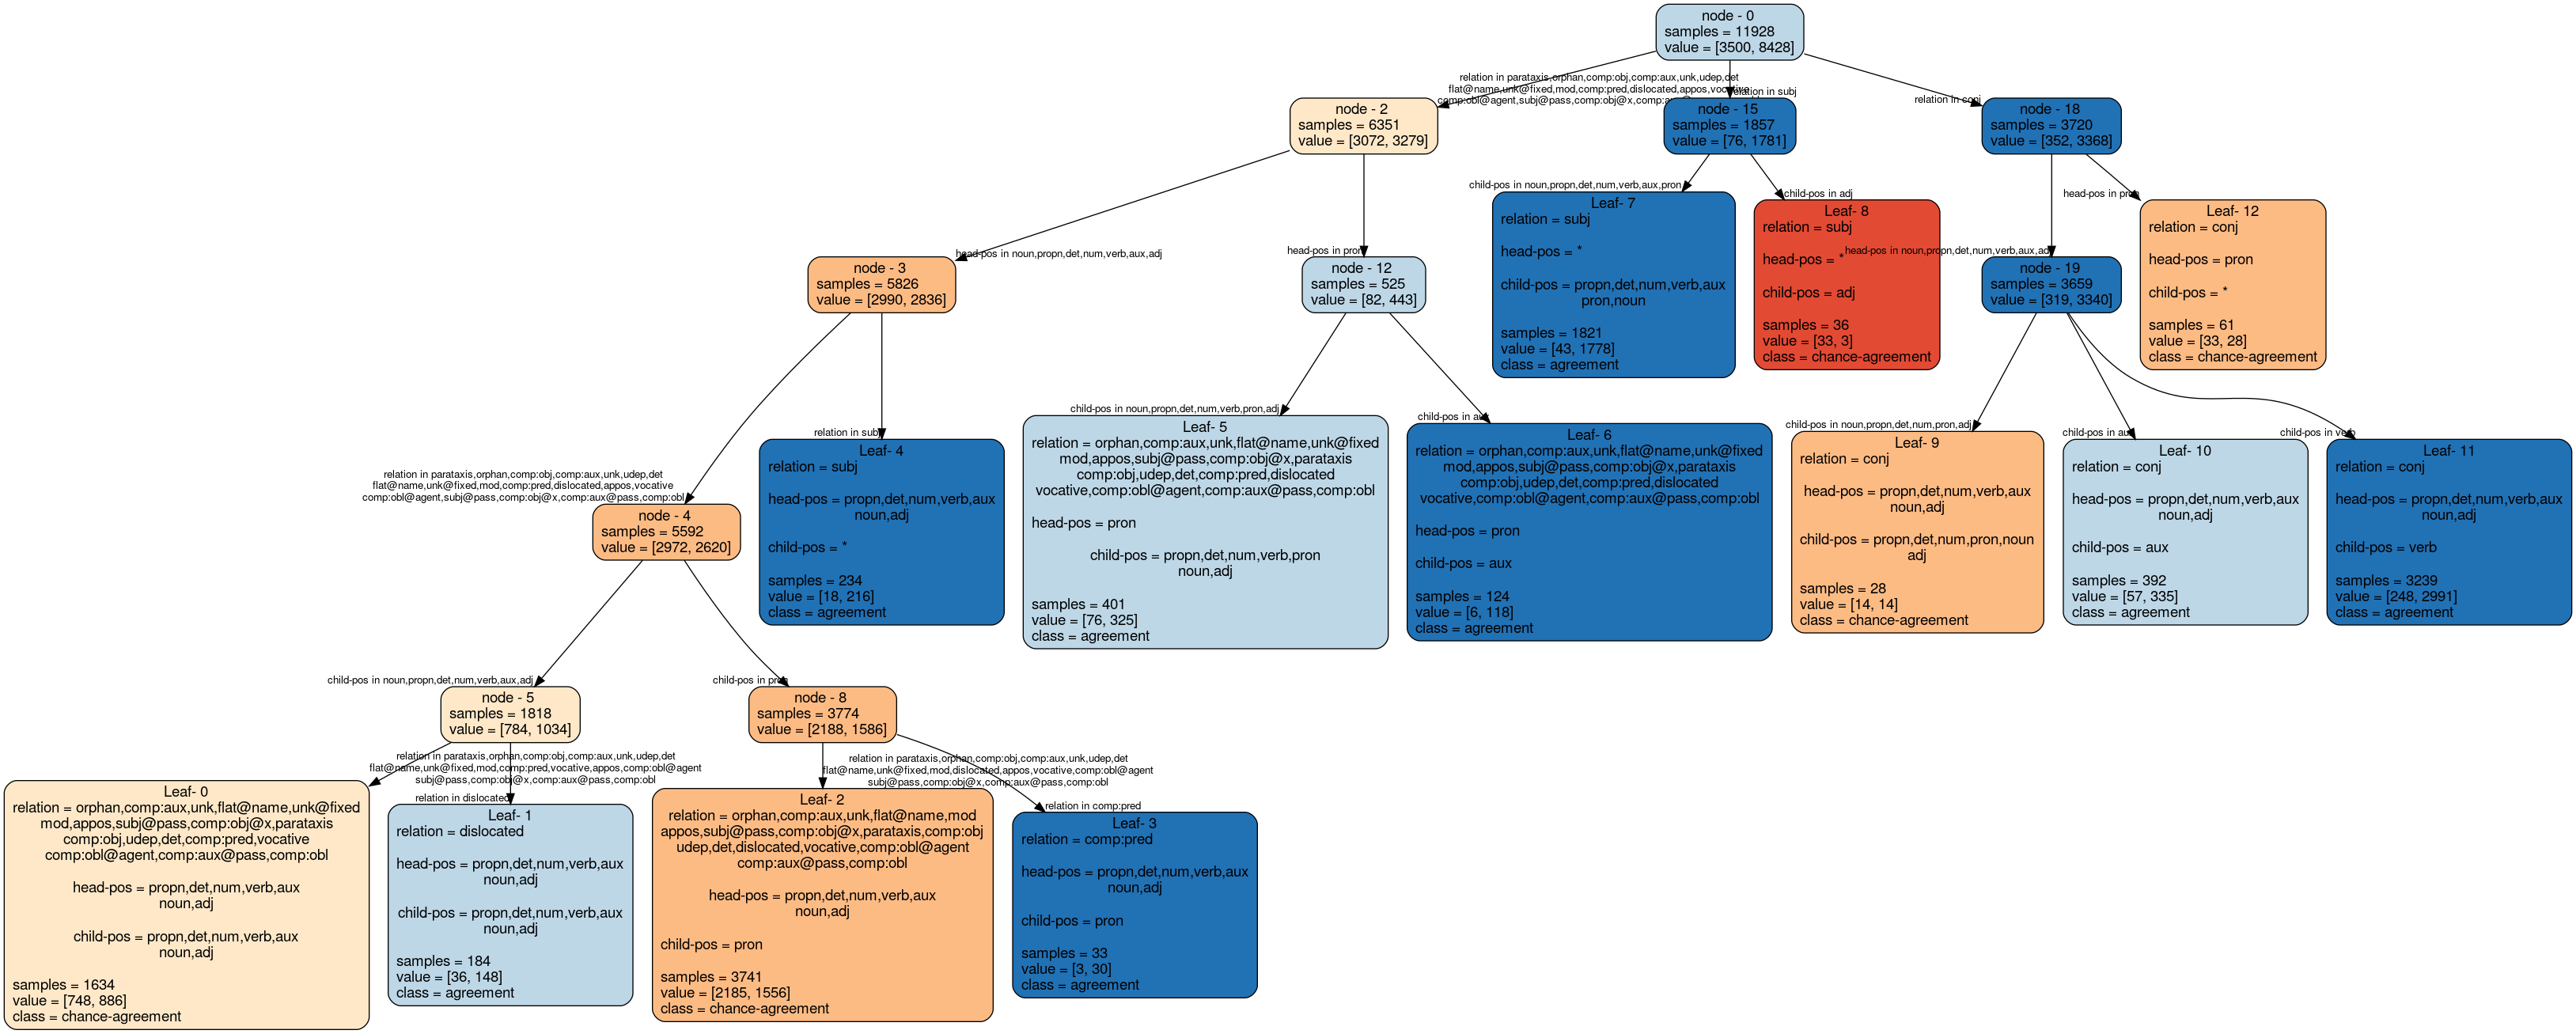 node - 0
samples = 11928
value = [3500, 8428]
relation in parataxis,orphan,comp:obj,comp:aux,unk,udep,det
flat@name,unk@fixed,mod,comp:pred,dislocated,appos,vocative
comp:obl@agent,subj@pass,comp:obj@x,comp:
relation in subj
relation in conj
node - 2
samples = 6351
value = [3072, 3279]
node - 15
samples = 1857
value = [76, 1781]
node - 18
samples = 3720
value = [352, 3368]
head-pos in noun,propn,det,num,verb,aux,adj
head-pos in pron
child-pos in noun,propn,det,num,verb,aux,pron
child-pos in adj
head-pos in noun,propn,det,num,verb,aux,adj
head-pos in pron
node - 3
samples = 5826
value = [2990, 2836]
node - 12
samples = 525
value = [82, 443]
Leaf- 7
relation = subj
head-pos = *
child-pos = propn,det,num,verb,aux
pron,noun
samples = 1821
value = [43, 1778]
class = agreement
Leaf- 8
relation = subj
head-pos = *
child-pos = adj
samples = 36
value = [33, 3]
class = chance-agreement
node - 19
samples = 3659
value = [319, 3340]
Leaf- 12
relation = conj
head-pos = pron
child-pos = *
samples = 61
value = [33, 28]
class = chance-agreement
relation in parataxis,orphan,comp:obj,comp:aux,unk,udep,det
flat@name,unk@fixed,mod,comp:pred,dislocated,appos,vocative
comp:obl@agent,subj@pass,comp:obj@x,comp:aux@pass,comp:obl
relation in subj
child-pos in noun,propn,det,num,verb,pron,adj
child-pos in aux
child-pos in noun,propn,det,num,pron,adj
child-pos in aux
child-pos in verb
node - 4
samples = 5592
value = [2972, 2620]
Leaf- 4
relation = subj
head-pos = propn,det,num,verb,aux
noun,adj
child-pos = *
samples = 234
value = [18, 216]
class = agreement
Leaf- 5
relation = orphan,comp:aux,unk,flat@name,unk@fixed
mod,appos,subj@pass,comp:obj@x,parataxis
comp:obj,udep,det,comp:pred,dislocated
vocative,comp:obl@agent,comp:aux@pass,comp:obl
head-pos = pron
child-pos = propn,det,num,verb,pron
noun,adj
samples = 401
value = [76, 325]
class = agreement
Leaf- 6
relation = orphan,comp:aux,unk,flat@name,unk@fixed
mod,appos,subj@pass,comp:obj@x,parataxis
comp:obj,udep,det,comp:pred,dislocated
vocative,comp:obl@agent,comp:aux@pass,comp:obl
head-pos = pron
child-pos = aux
samples = 124
value = [6, 118]
class = agreement
Leaf- 9
relation = conj
head-pos = propn,det,num,verb,aux
noun,adj
child-pos = propn,det,num,pron,noun
adj
samples = 28
value = [14, 14]
class = chance-agreement
Leaf- 10
relation = conj
head-pos = propn,det,num,verb,aux
noun,adj
child-pos = aux
samples = 392
value = [57, 335]
class = agreement
Leaf- 11
relation = conj
head-pos = propn,det,num,verb,aux
noun,adj
child-pos = verb
samples = 3239
value = [248, 2991]
class = agreement
child-pos in noun,propn,det,num,verb,aux,adj
child-pos in pron
node - 5
samples = 1818
value = [784, 1034]
node - 8
samples = 3774
value = [2188, 1586]
relation in parataxis,orphan,comp:obj,comp:aux,unk,udep,det
flat@name,unk@fixed,mod,comp:pred,vocative,appos,comp:obl@agent
subj@pass,comp:obj@x,comp:aux@pass,comp:obl
relation in dislocated
relation in parataxis,orphan,comp:obj,comp:aux,unk,udep,det
flat@name,unk@fixed,mod,dislocated,appos,vocative,comp:obl@agent
subj@pass,comp:obj@x,comp:aux@pass,comp:obl
relation in comp:pred
Leaf- 0
relation = orphan,comp:aux,unk,flat@name,unk@fixed
mod,appos,subj@pass,comp:obj@x,parataxis
comp:obj,udep,det,comp:pred,vocative
comp:obl@agent,comp:aux@pass,comp:obl
head-pos = propn,det,num,verb,aux
noun,adj
child-pos = propn,det,num,verb,aux
noun,adj
samples = 1634
value = [748, 886]
class = chance-agreement
Leaf- 1
relation = dislocated
head-pos = propn,det,num,verb,aux
noun,adj
child-pos = propn,det,num,verb,aux
noun,adj
samples = 184
value = [36, 148]
class = agreement
Leaf- 2
relation = orphan,comp:aux,unk,flat@name,mod
appos,subj@pass,comp:obj@x,parataxis,comp:obj
udep,det,dislocated,vocative,comp:obl@agent
comp:aux@pass,comp:obl
head-pos = propn,det,num,verb,aux
noun,adj
child-pos = pron
samples = 3741
value = [2185, 1556]
class = chance-agreement
Leaf- 3
relation = comp:pred
head-pos = propn,det,num,verb,aux
noun,adj
child-pos = pron
samples = 33
value = [3, 30]
class = agreement